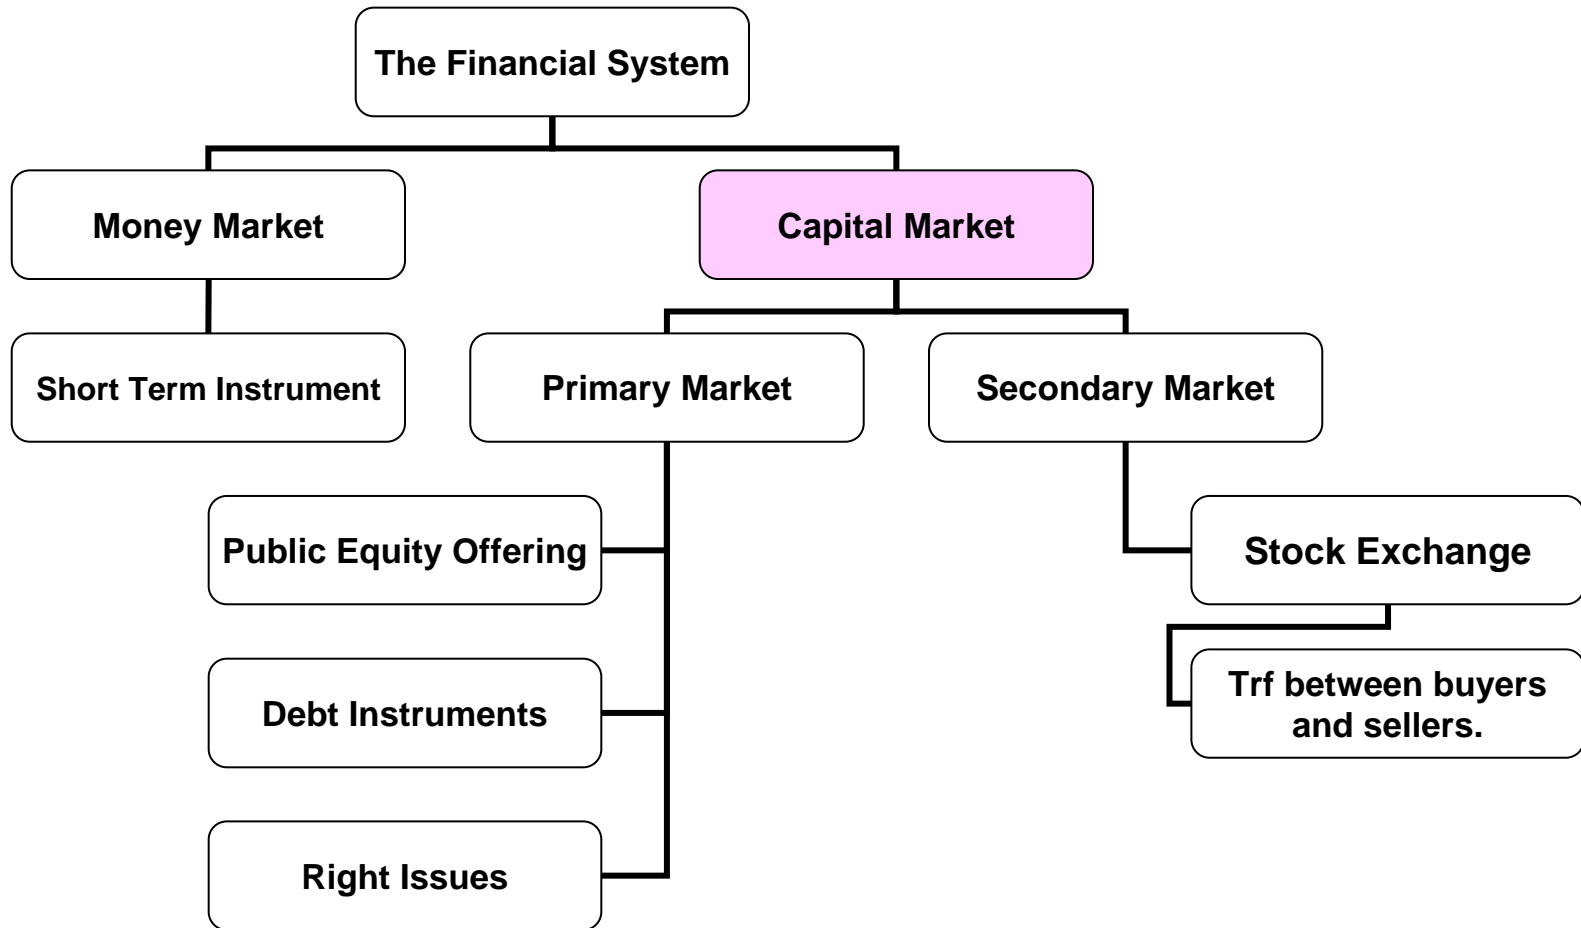 The Financial System
Money Market
Capital Market
Short Term Instrument
Primary Market
Secondary Market
Public Equity Offering
Stock Exchange
Trf between buyers
and sellers.
Debt Instruments
Right Issues